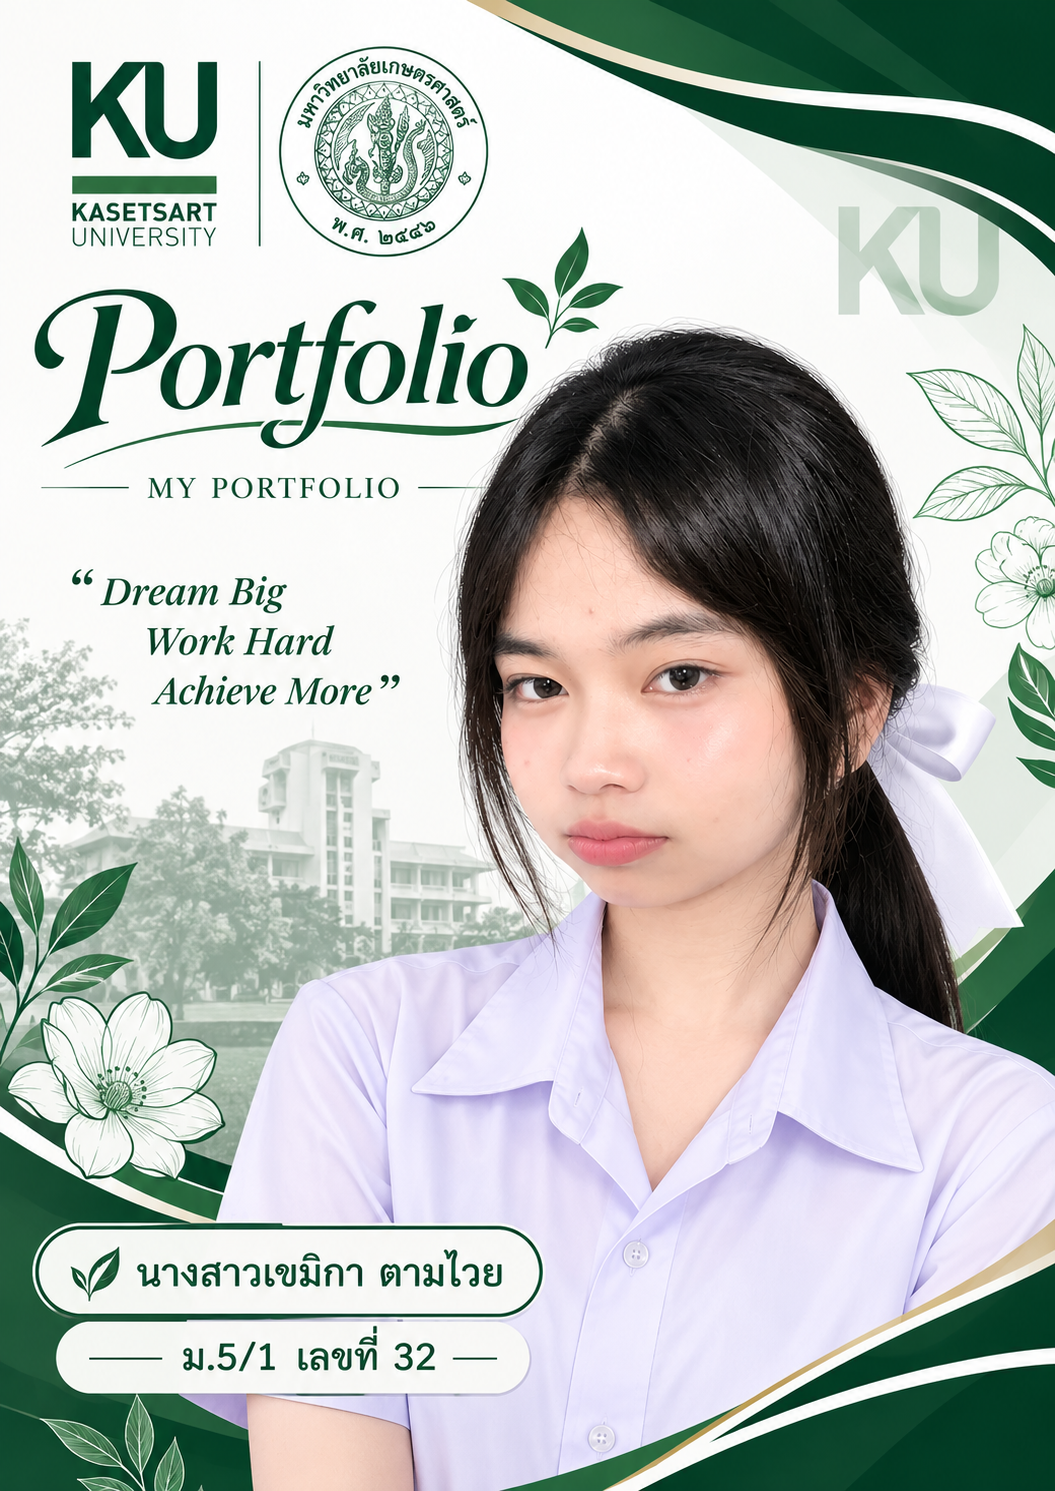 KU
KASETSART
UNIVERSITY
มหาวิทยาลัยเกษตรศาสตร์
พ.ศ. ๒๔๘๖
KU
Portfolio
MY PORTFOLIO
“ Dream Big
Work Hard
Achieve More ”
นางสาวเขมิกา ตามไวย
ม.5/1 เลขที่ 32